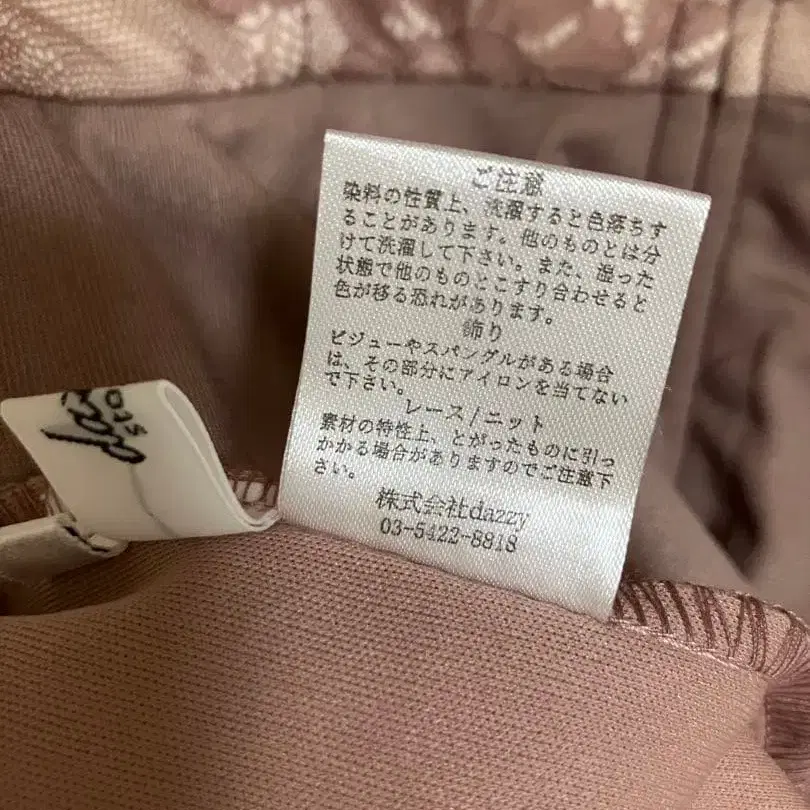 ご注意
染料の性質上、洗濯すると色落ちす
ることがあります。他のものとは分
けて洗濯して下さい。また、湿った
状態で他のものとこすり合わせると
色が移る恐れがあります。
飾り
ビジューやスパングルがある場合
は、その部分にアイロンを当てない
で下さい。
レース/ニット
素材の特性上、とがったものに引っ
かかる場合がありますのでご注意下
さい。
株式会社dazzy
03-5422-8818